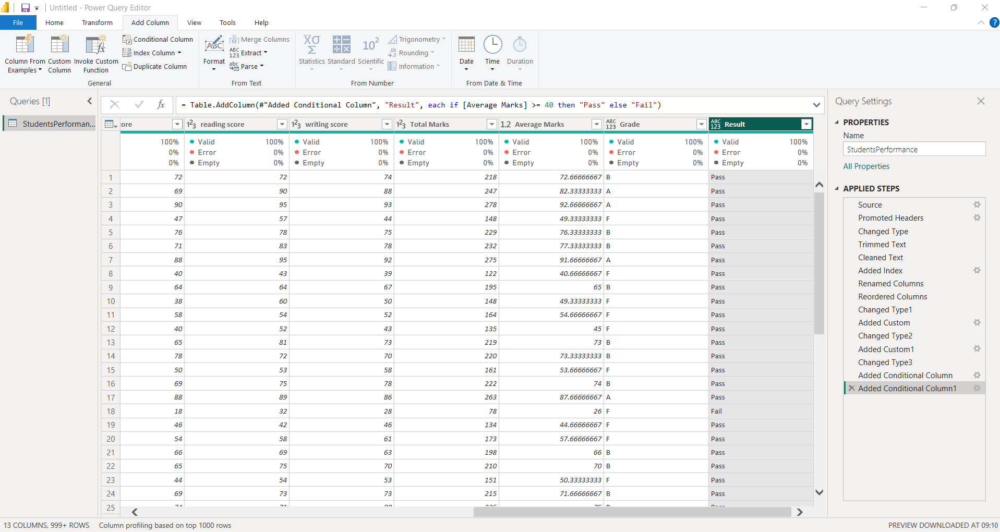 Untitled - Power Query Editor
File Home Transform Add Column View Tools Help
Column From Examples
Custom Column
Invoke Custom Function
Conditional Column
Index Column
Duplicate Column
General
Format
Merge Columns
Extract
Parse
From Text
Statistics
Standard
Scientific
Trigonometry
Rounding
Information
From Number
Date
Time
Duration
From Date & Time
Queries [1]
StudentsPerforman...
= Table.AddColumn(#"Added Conditional Column", "Result", each if [Average Marks] >= 40 then "Pass" else "Fail")
core reading score writing score Total Marks Average Marks Grade Result
100% Valid 100% Valid 100% Valid 100% Valid 100% Valid 100% Valid 100%
0% Error 0% Error 0% Error 0% Error 0% Error 0% Error 0%
0% Empty 0% Empty 0% Empty 0% Empty 0% Empty 0% Empty 0%
1 72 72 74 218 72.66666667 B Pass
2 69 90 88 247 82.33333333 A Pass
3 90 95 93 278 92.66666667 A Pass
4 47 57 44 148 49.33333333 F Pass
5 76 78 75 229 76.33333333 B Pass
6 71 83 78 232 77.33333333 B Pass
7 88 95 92 275 91.66666667 A Pass
8 40 43 39 122 40.66666667 F Pass
9 64 64 67 195 65 B Pass
10 38 60 50 148 49.33333333 F Pass
11 58 54 52 164 54.66666667 F Pass
12 40 52 43 135 45 F Pass
13 65 81 73 219 73 B Pass
14 78 72 70 220 73.33333333 B Pass
15 50 53 58 161 53.66666667 F Pass
16 69 75 78 222 74 B Pass
17 88 89 86 263 87.66666667 A Pass
18 18 32 28 78 26 F Fail
19 46 42 46 134 44.66666667 F Pass
20 54 58 61 173 57.66666667 F Pass
21 66 69 63 198 66 B Pass
22 65 75 70 210 70 B Pass
23 44 54 53 151 50.33333333 F Pass
24 69 73 73 215 71.66666667 B Pass
25
Query Settings
PROPERTIES
Name
StudentsPerformance
All Properties
APPLIED STEPS
Source
Promoted Headers
Changed Type
Trimmed Text
Cleaned Text
Added Index
Renamed Columns
Reordered Columns
Changed Type1
Added Custom
Changed Type2
Added Custom1
Changed Type3
Added Conditional Column
Added Conditional Column1
13 COLUMNS, 999+ ROWS Column profiling based on top 1000 rows PREVIEW DOWNLOADED AT 09:10